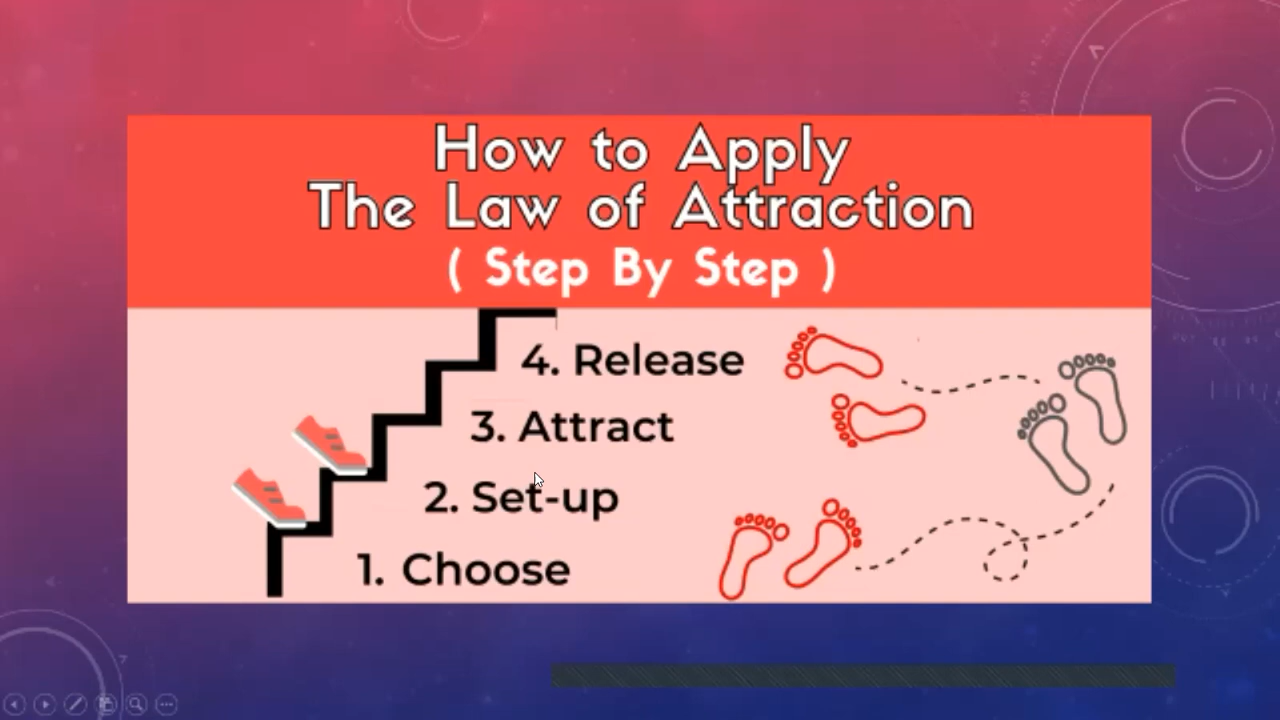 How to Apply
The Law of Attraction
( Step By Step )
4. Release
3. Attract
2. Set-up
1. Choose